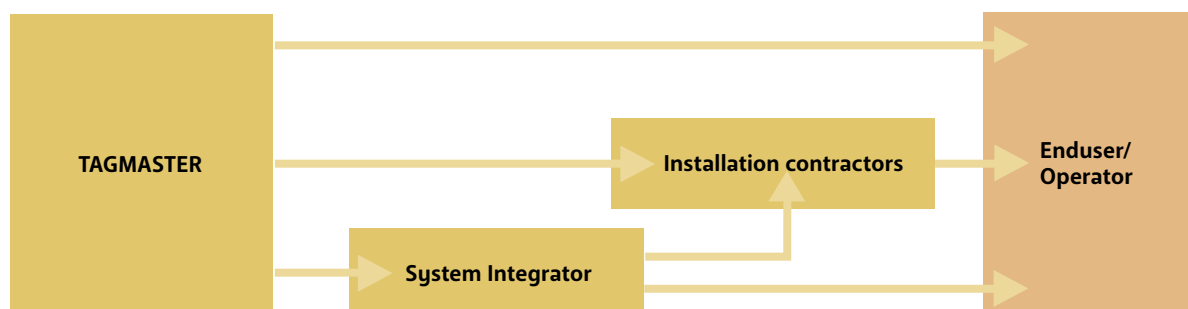 TAGMASTER
Installation contractors
Enduser/
Operator
System Integrator